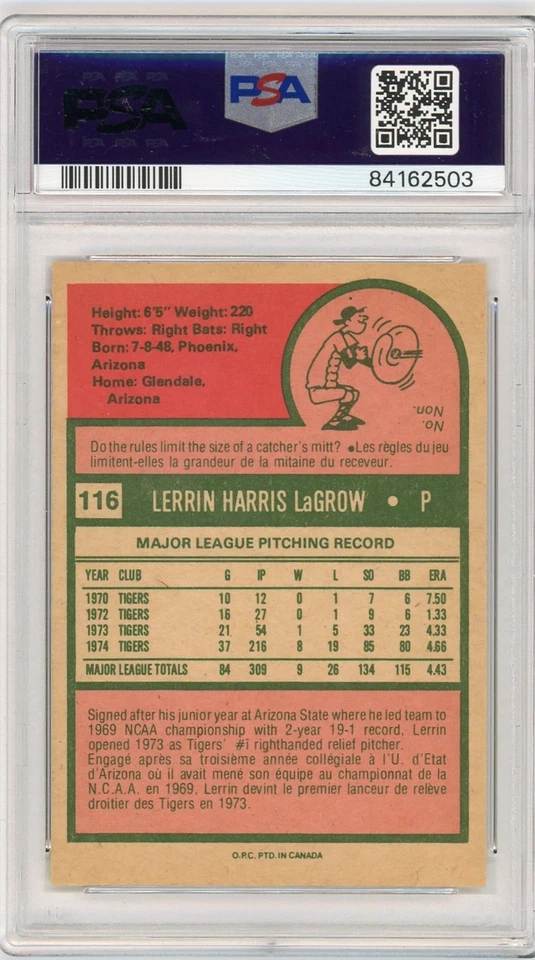 PSA
PSA
84162503
Height: 6'5" Weight: 220
Throws: Right Bats: Right
Born: 7-8-48, Phoenix,
Arizona
Home: Glendale,
Arizona
No.
Non.
Do the rules limit the size of a catcher's mitt? •Les règles du jeu
limitent-elles la grandeur de la mitaine du receveur.
116 LERRIN HARRIS LaGROW • P
MAJOR LEAGUE PITCHING RECORD
YEAR CLUB G IP W L SO BB ERA
1970 TIGERS 10 12 0 1 7 6 7.50
1972 TIGERS 16 27 0 1 9 6 1.33
1973 TIGERS 21 54 1 5 33 23 4.33
1974 TIGERS 37 216 8 19 85 80 4.66
MAJOR LEAGUE TOTALS 84 309 9 26 134 115 4.43
Signed after his junior year at Arizona State where he led team to
1969 NCAA championship with 2-year 19-1 record. Lerrin
opened 1973 as Tigers' #1 righthanded relief pitcher.
Engagé après sa troisième année collégiale à l'U. d'Etat
d'Arizona où il avait mené son équipe au championnat de la
N.C.A.A. en 1969. Lerrin devint le premier lanceur de relève
droitier des Tigers en 1973.
O.P.C. PTD. IN CANADA